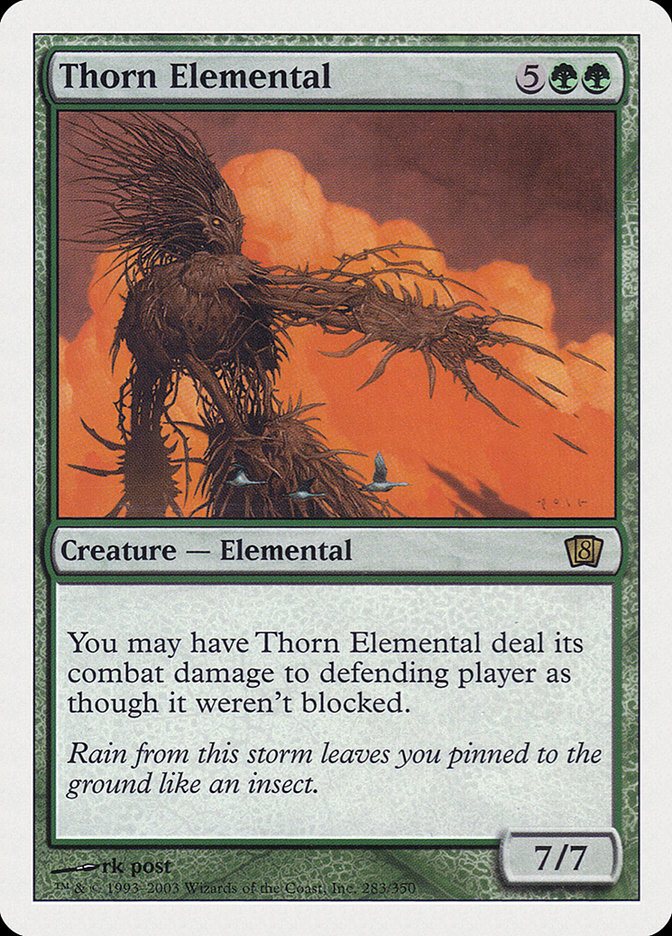 Thorn Elemental 5
Creature — Elemental 8
You may have Thorn Elemental deal its
combat damage to defending player as
though it weren't blocked.
Rain from this storm leaves you pinned to the
ground like an insect.
7/7
rk post
™ & © 1993–2003 Wizards of the Coast, Inc. 283/350